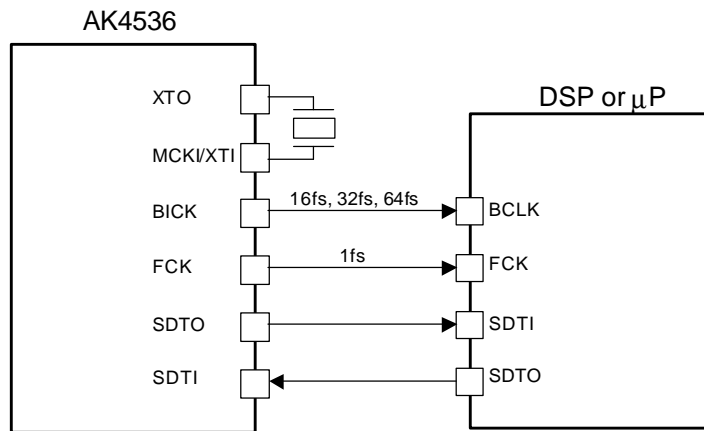 AK4536
DSP or μP
XTO
MCKI/XTI
BICK
16fs, 32fs, 64fs
BCLK
FCK
1fs
FCK
SDTO
SDTI
SDTI
SDTO